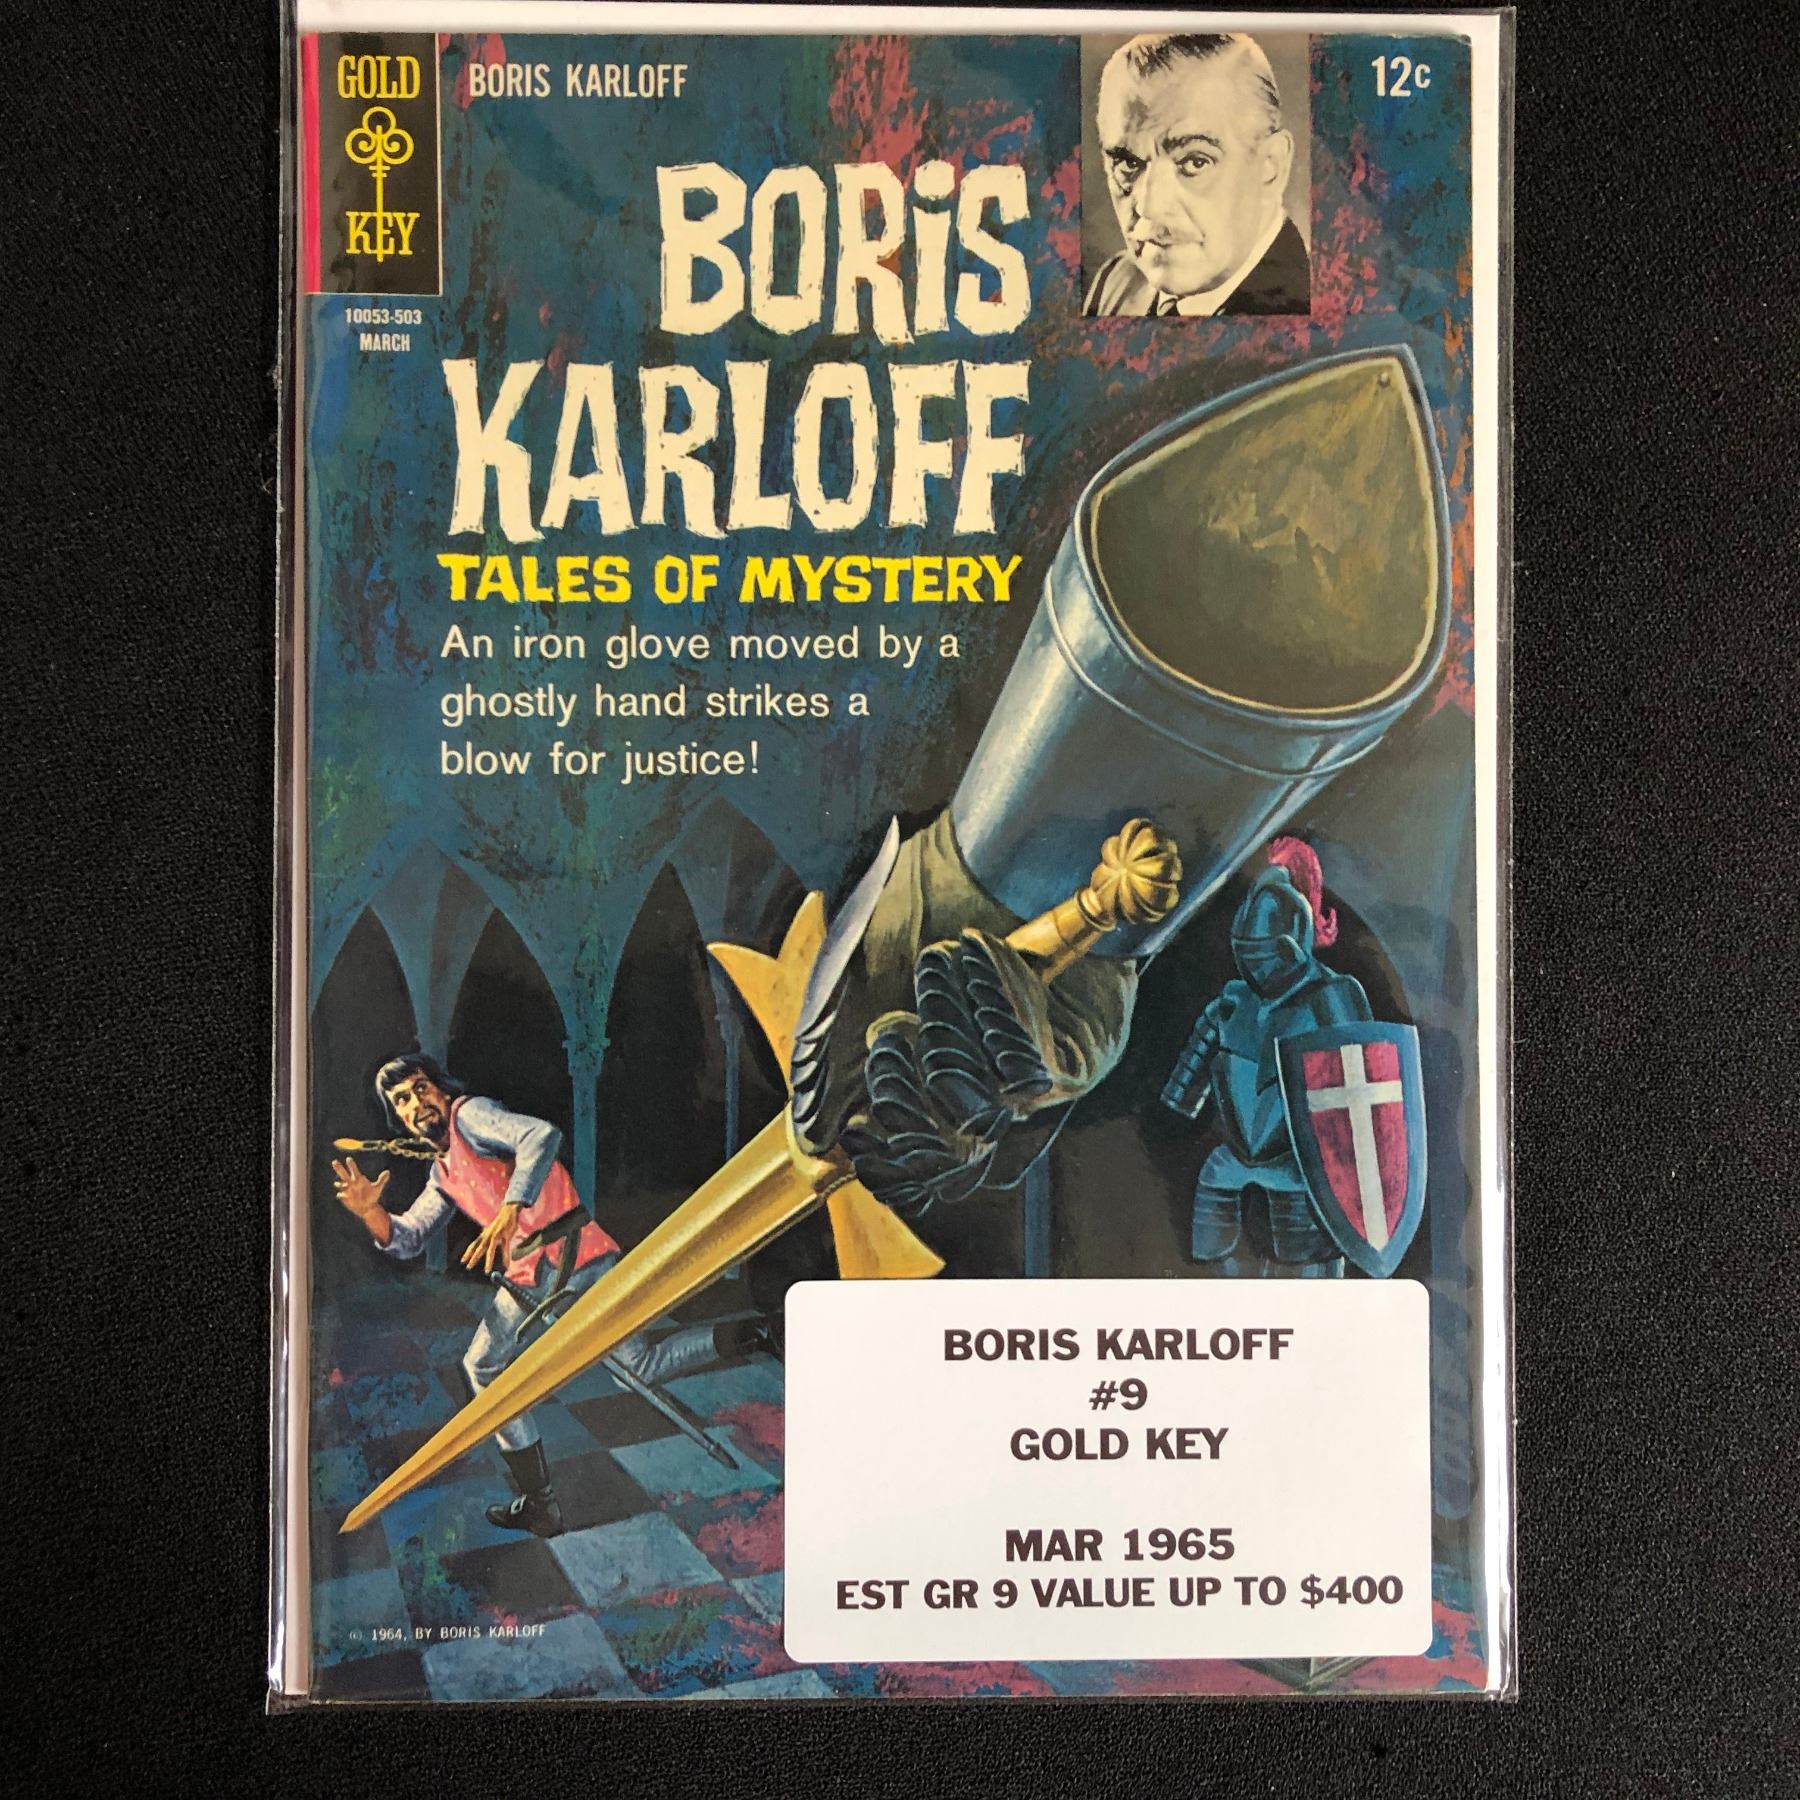 GOLD
KEY
BORIS KARLOFF
12c
10053-503
MARCH
BORiS
KARLOFF
TALES OF MYSTERY
An iron glove moved by a
ghostly hand strikes a
blow for justice!
BORIS KARLOFF
#9
GOLD KEY
MAR 1965
EST GR 9 VALUE UP TO $400
© 1964, BY BORIS KARLOFF